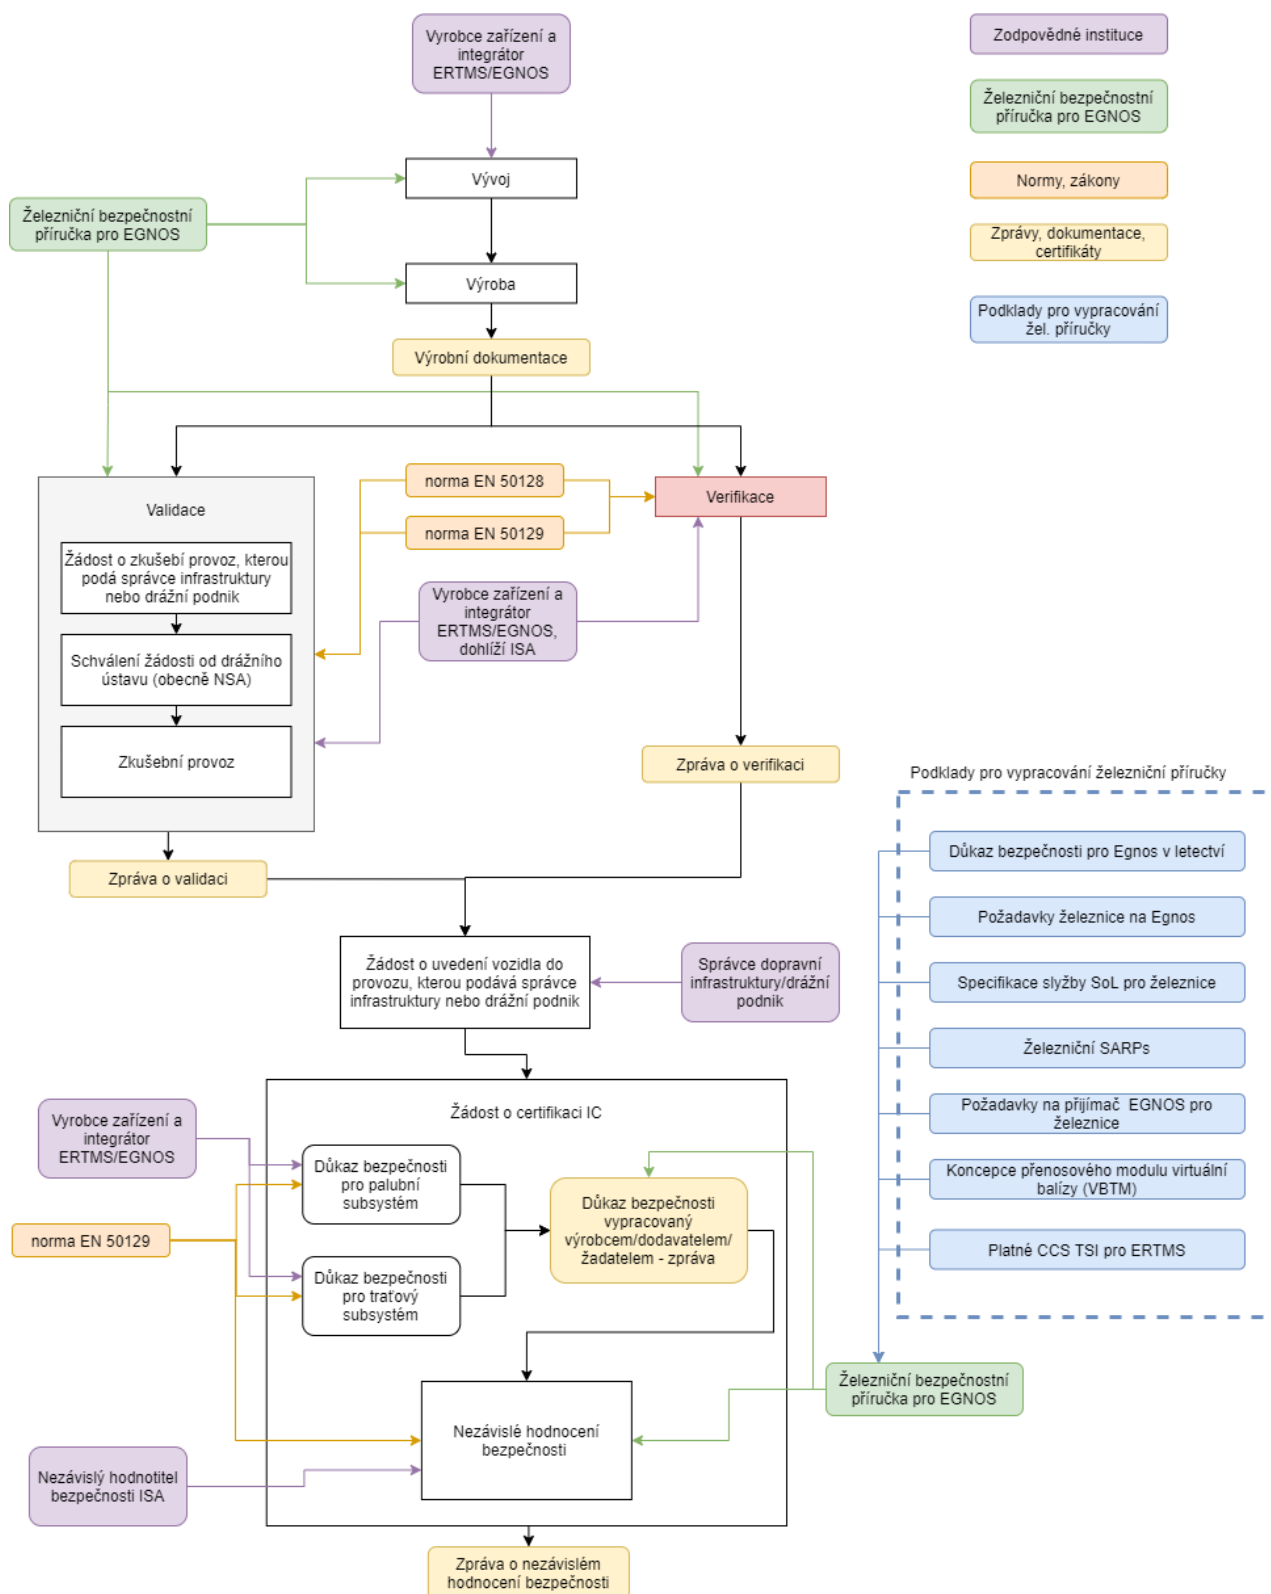 Vyrobce zařízení a
integrátor
ERTMS/EGNOS
Zodpovědné instituce
Železniční bezpečnostní
příručka pro EGNOS
Normy, zákony
Zprávy, dokumentace,
certifikáty
Podklady pro vypracování
žel. příručky
Vývoj
Železniční bezpečnostní
příručka pro EGNOS
Výroba
Výrobní dokumentace
Validace
norma EN 50128
norma EN 50129
Verifikace
Žádost o zkušebí provoz, kterou
podá správce infrastruktury
nebo drážní podnik
Schválení žádosti od drážního
ústavu (obecně NSA)
Zkušební provoz
Vyrobce zařízení a
integrátor
ERTMS/EGNOS,
dohlíží ISA
Zpráva o verifikaci
Zpráva o validaci
Podklady pro vypracování železniční příručky
Důkaz bezpečnosti pro Egnos v letectví
Požadavky železnice na Egnos
Specifikace služby SoL pro železnice
Železniční SARPs
Požadavky na přijímač  EGNOS pro
železnice
Koncepce přenosového modulu virtuální
balízy (VBTM)
Platné CCS TSI pro ERTMS
Žádost o uvedení vozidla do
provozu, kterou podává správce
infrastruktury nebo drážní podnik
Správce dopravní
infrastruktury/drážní
podnik
Žádost o certifikaci IC
Vyrobce zařízení a
integrátor
ERTMS/EGNOS
Důkaz bezpečnosti
pro palubní
subsystém
Důkaz bezpečnosti
vypracovaný
výrobcem/dodavatelem/
žadatelem - zpráva
norma EN 50129
Důkaz bezpečnosti
pro traťový
subsystém
Železniční bezpečnostní
příručka pro EGNOS
Nezávislé hodnocení
bezpečnosti
Nezávislý hodnotitel
bezpečnosti ISA
Zpráva o nezávislém
hodnocení bezpečnosti